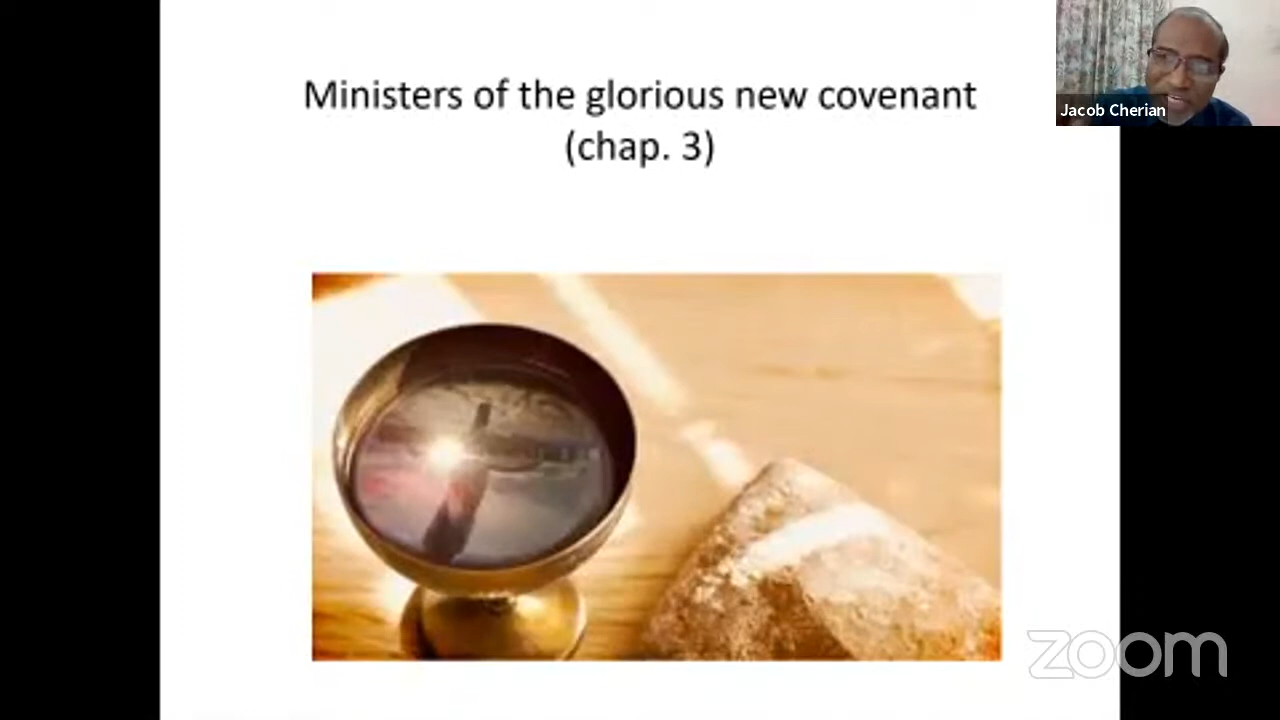 Ministers of the glorious new covenant
(chap. 3)
Jacob Cherian
zoom